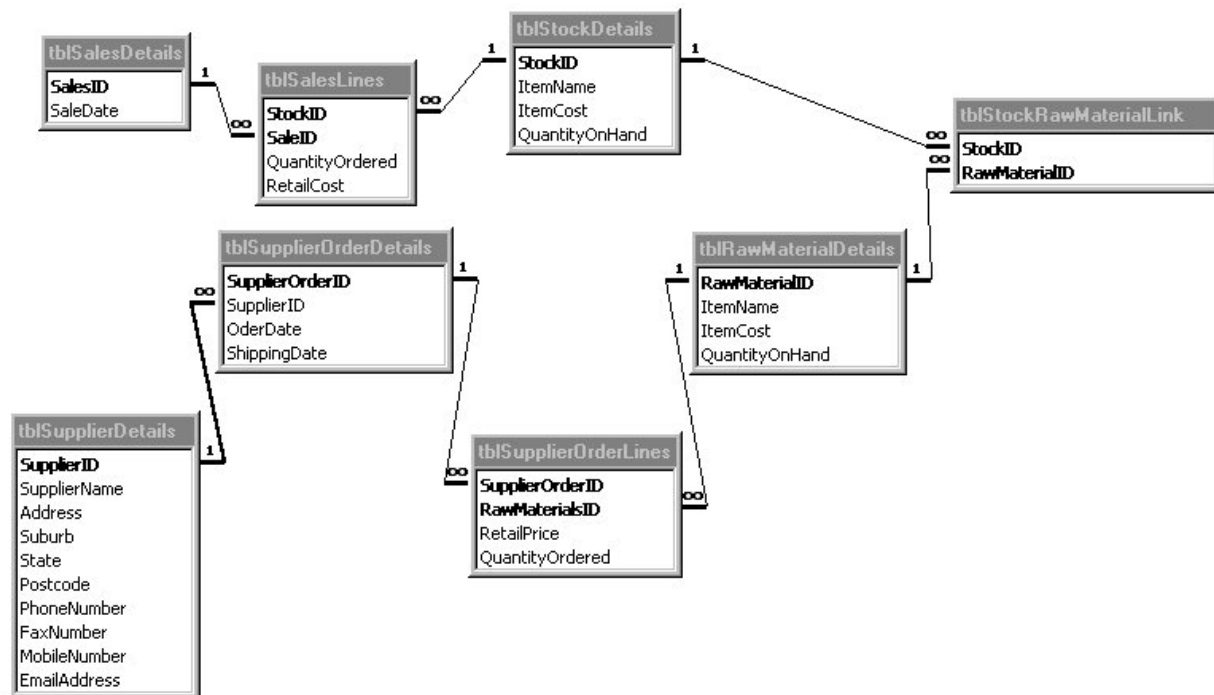 tblSalesDetails
SalesID
SaleDate
1
∞
tblSalesLines
StockID
SaleID
QuantityOrdered
RetailCost
∞
1
tblStockDetails
StockID
ItemName
ItemCost
QuantityOnHand
1
∞
∞
tblStockRawMaterialLink
StockID
RawMaterialID
tblSupplierOrderDetails
SupplierOrderID
SupplierID
OderDate
ShippingDate
∞
1
tblRawMaterialDetails
RawMaterialID
ItemName
ItemCost
QuantityOnHand
1
1
tblSupplierDetails
SupplierID
SupplierName
Address
Suburb
State
Postcode
PhoneNumber
FaxNumber
MobileNumber
EmailAddress
1
tblSupplierOrderLines
SupplierOrderID
RawMaterialsID
RetailPrice
QuantityOrdered
∞
∞